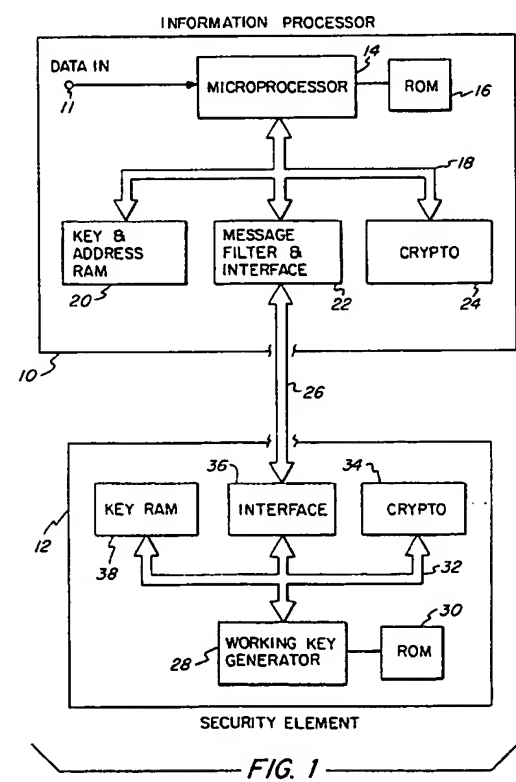 INFORMATION PROCESSOR
DATA IN
11
MICROPROCESSOR
14
ROM
16
18
KEY &
ADDRESS
RAM
20
MESSAGE
FILTER &
INTERFACE
22
CRYPTO
24
10
26
12
KEY RAM
38
36
INTERFACE
34
CRYPTO
32
28
WORKING KEY
GENERATOR
30
ROM
SECURITY ELEMENT
FIG. 1